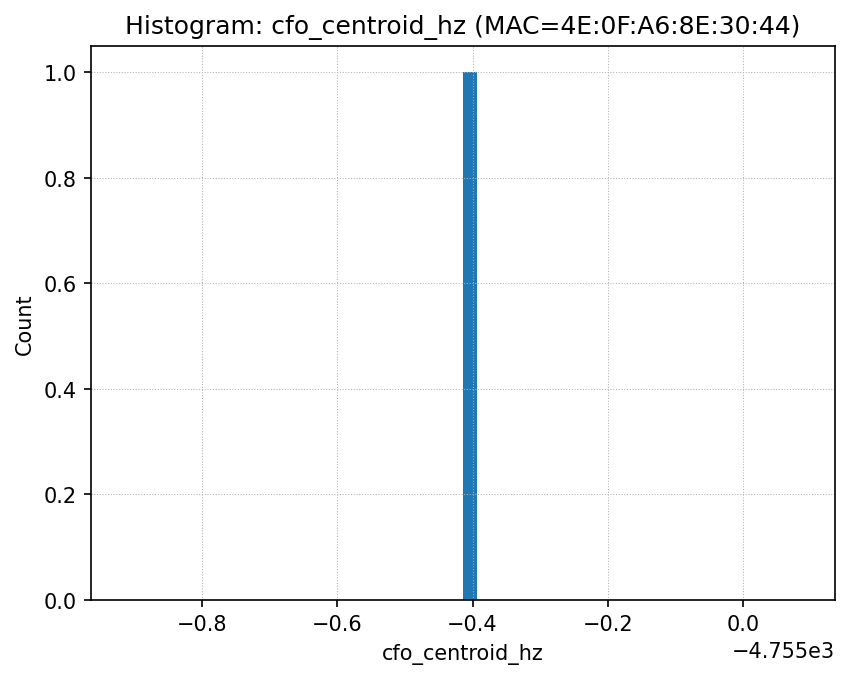 Histogram: cfo_centroid_hz (MAC=4E:0F:A6:8E:30:44)
1.0
0.8
0.6
0.4
0.2
0.0
Count
−0.8 −0.6 −0.4 −0.2 0.0
cfo_centroid_hz
−4.755e3